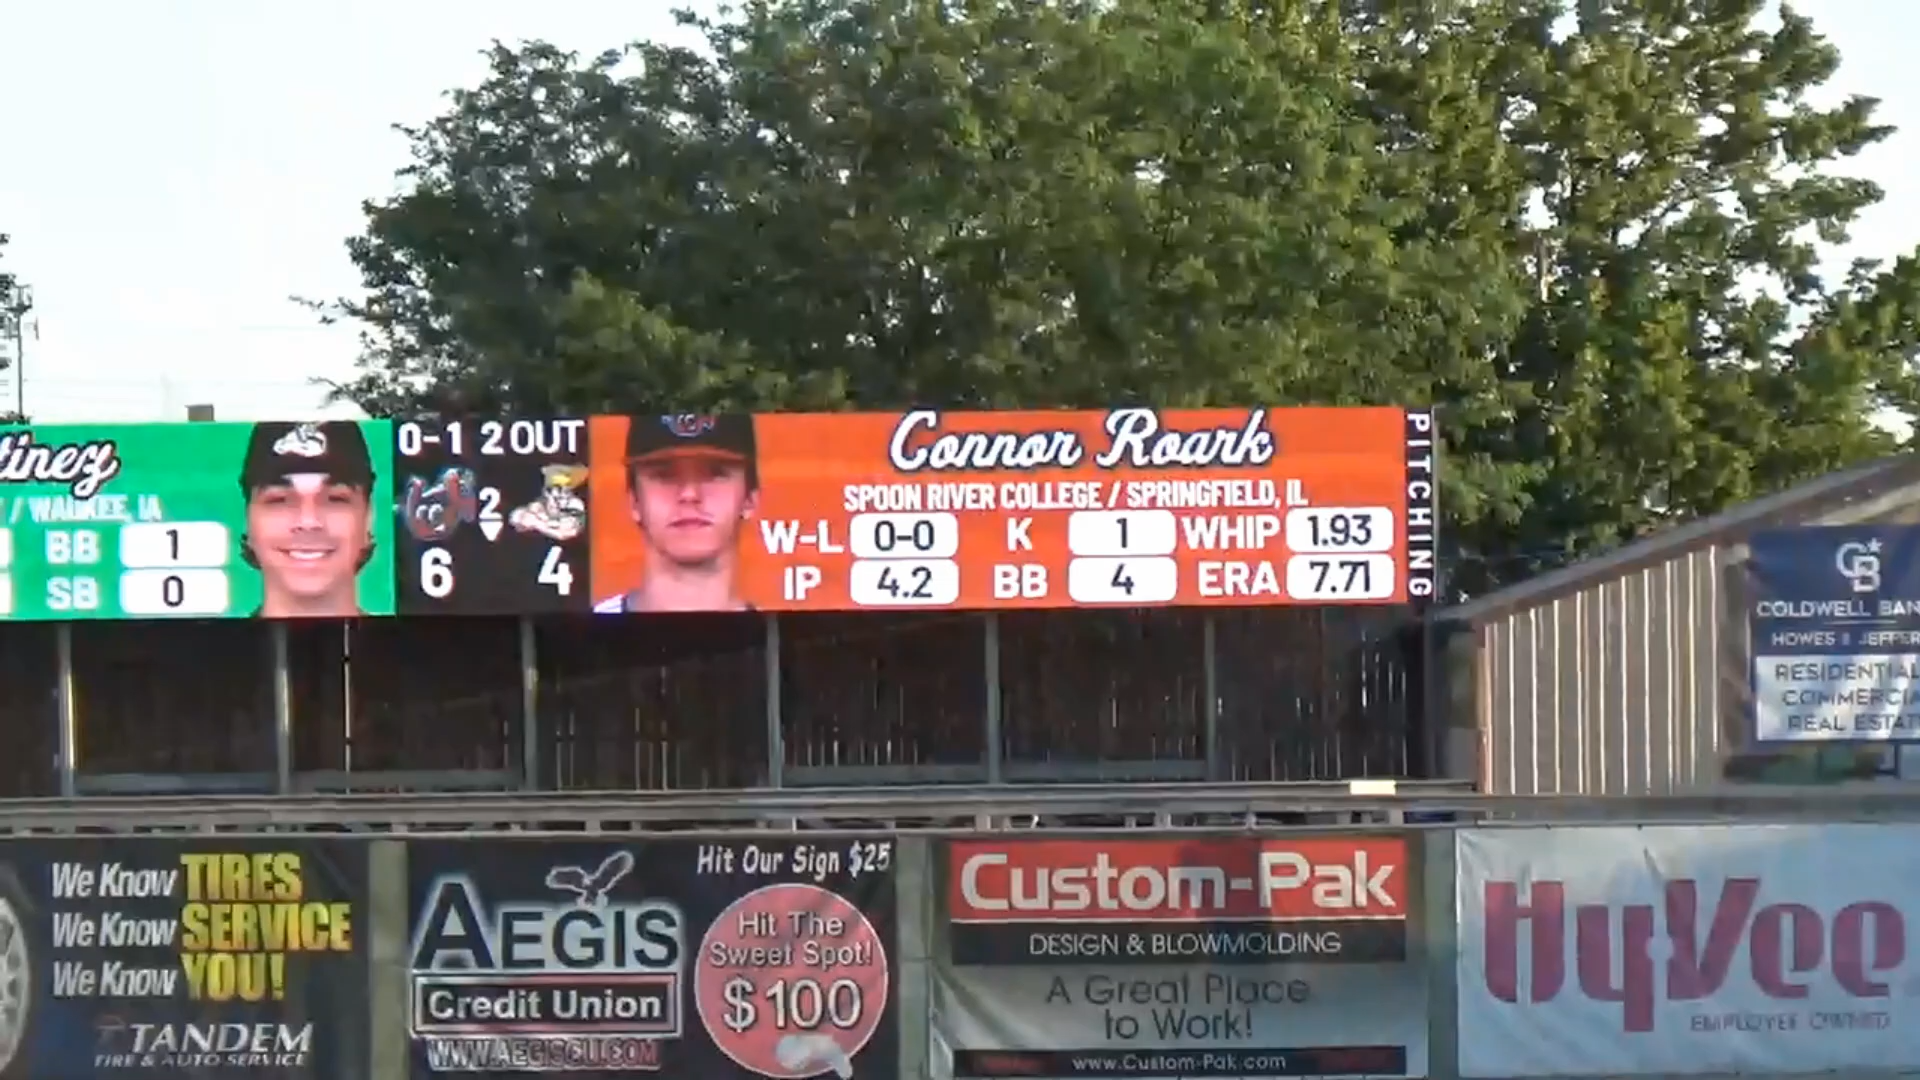 tinez
/ WAUKEE, IA
BB 1
SB 0
0-1 2 OUT
2
6 4
Connor Roark
SPOON RIVER COLLEGE / SPRINGFIELD, IL
W-L 0-0 K 1 WHIP 1.93
IP 4.2 BB 4 ERA 7.71
PITCHING
CB
COLDWELL BAN
HOWES & JEFFER
RESIDENTIAL
COMMERCIA
REAL ESTAT
We Know TIRES
We Know SERVICE
We Know YOU!
TANDEM
TIRE & AUTO SERVICE
AEGIS
Credit Union
WWW.AEGISCU.COM
Hit Our Sign $25
Hit The
Sweet Spot!
$100
Custom-Pak
DESIGN & BLOWMOLDING
A Great Place
to Work!
www.Custom-Pak.com
HyVee
EMPLOYEE OWNED